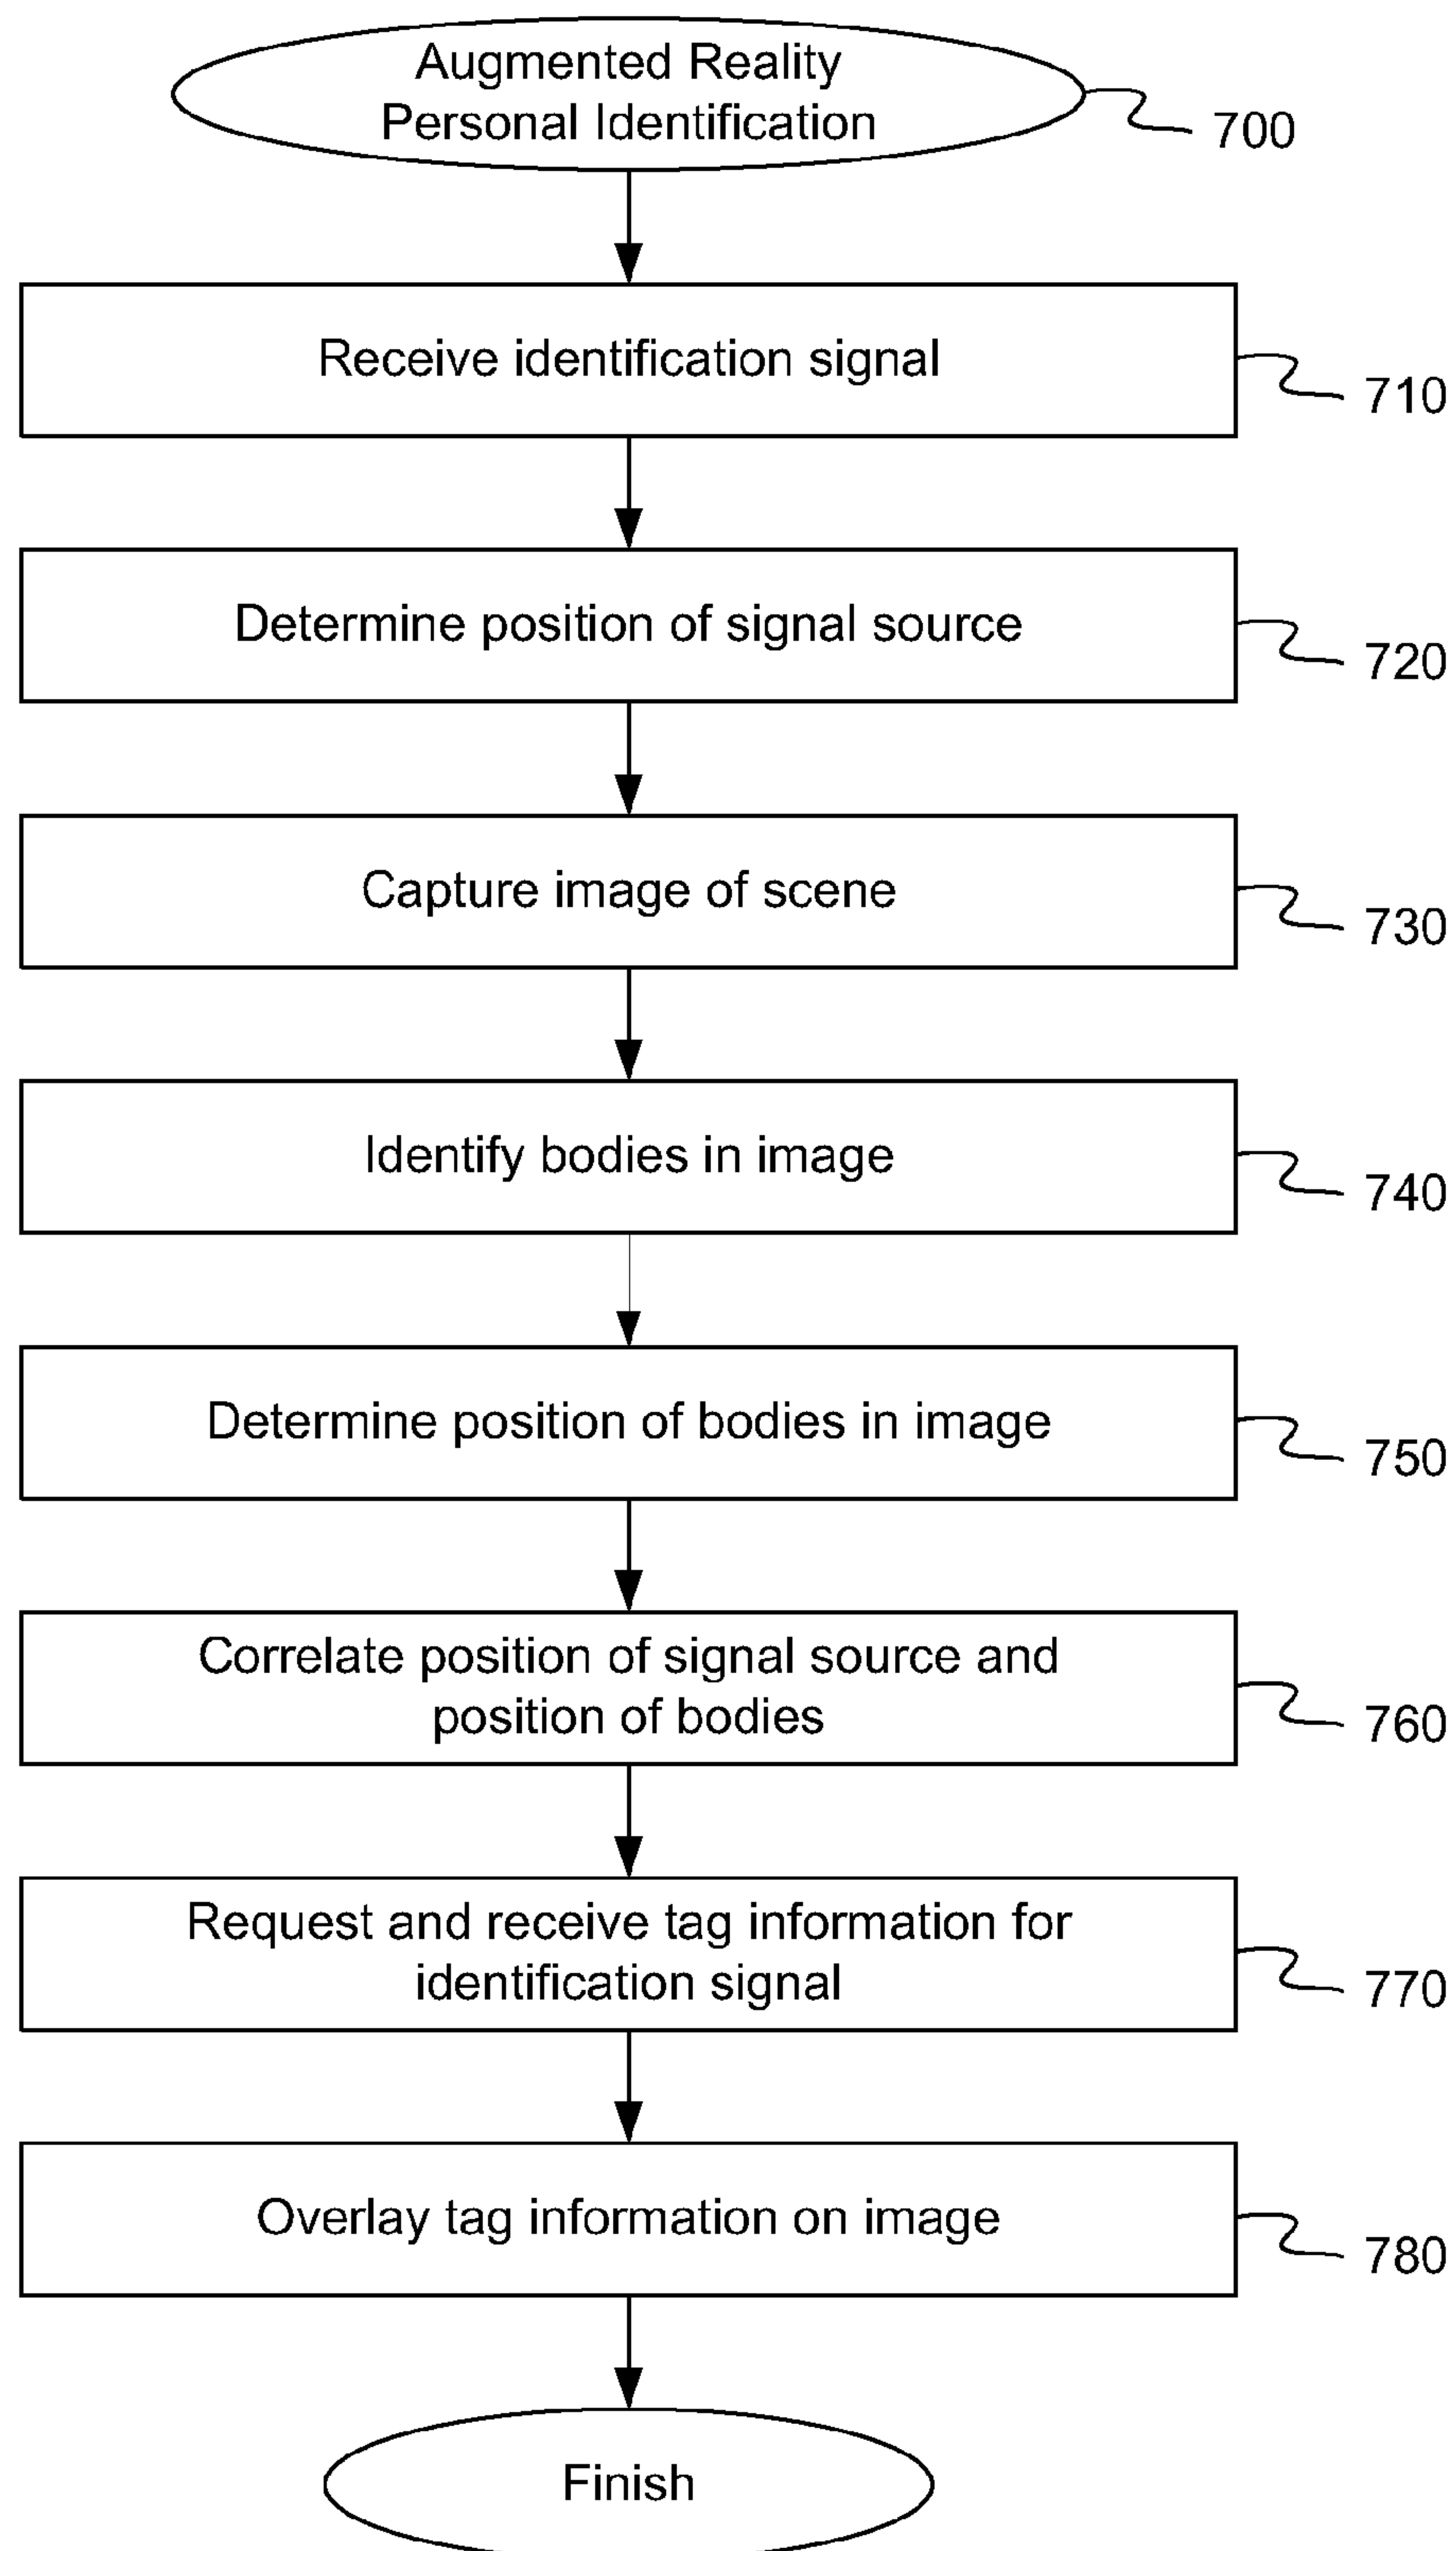 Augmented Reality
Personal Identification
700
Receive identification signal
710
Determine position of signal source
720
Capture image of scene
730
Identify bodies in image
740
Determine position of bodies in image
750
Correlate position of signal source and
position of bodies
760
Request and receive tag information for
identification signal
770
Overlay tag information on image
780
Finish